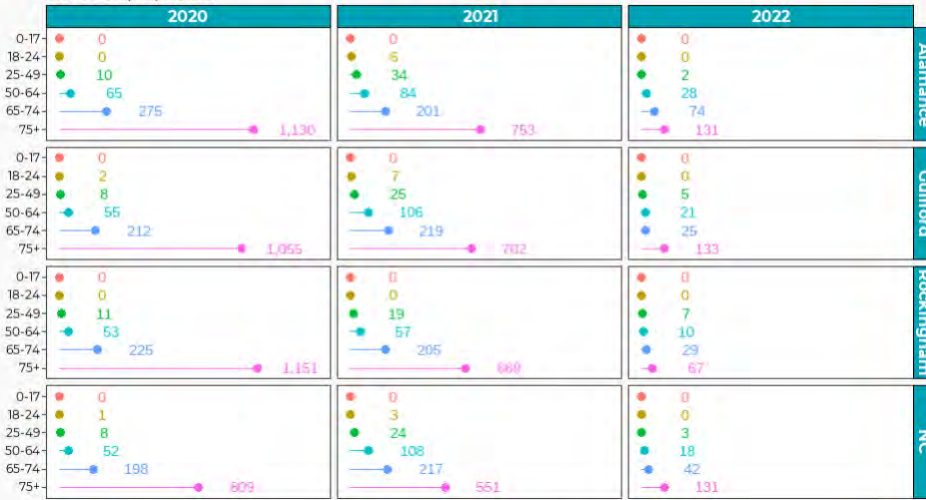 2020 2021 2022
Alamance
0-17 0 0 0
18-24 0 6 0
25-49 10 34 2
50-64 65 84 28
65-74 275 201 74
75+ 1,130 753 131
Guilford
0-17 0 0 0
18-24 2 7 0
25-49 8 25 5
50-64 55 106 21
65-74 212 219 25
75+ 1,055 702 133
Rockingham
0-17 0 0 0
18-24 0 0 0
25-49 11 19 7
50-64 53 57 10
65-74 225 205 29
75+ 1,151 669 67
NC
0-17 0 0 0
18-24 1 3 0
25-49 8 24 3
50-64 52 108 18
65-74 198 217 42
75+ 809 551 131